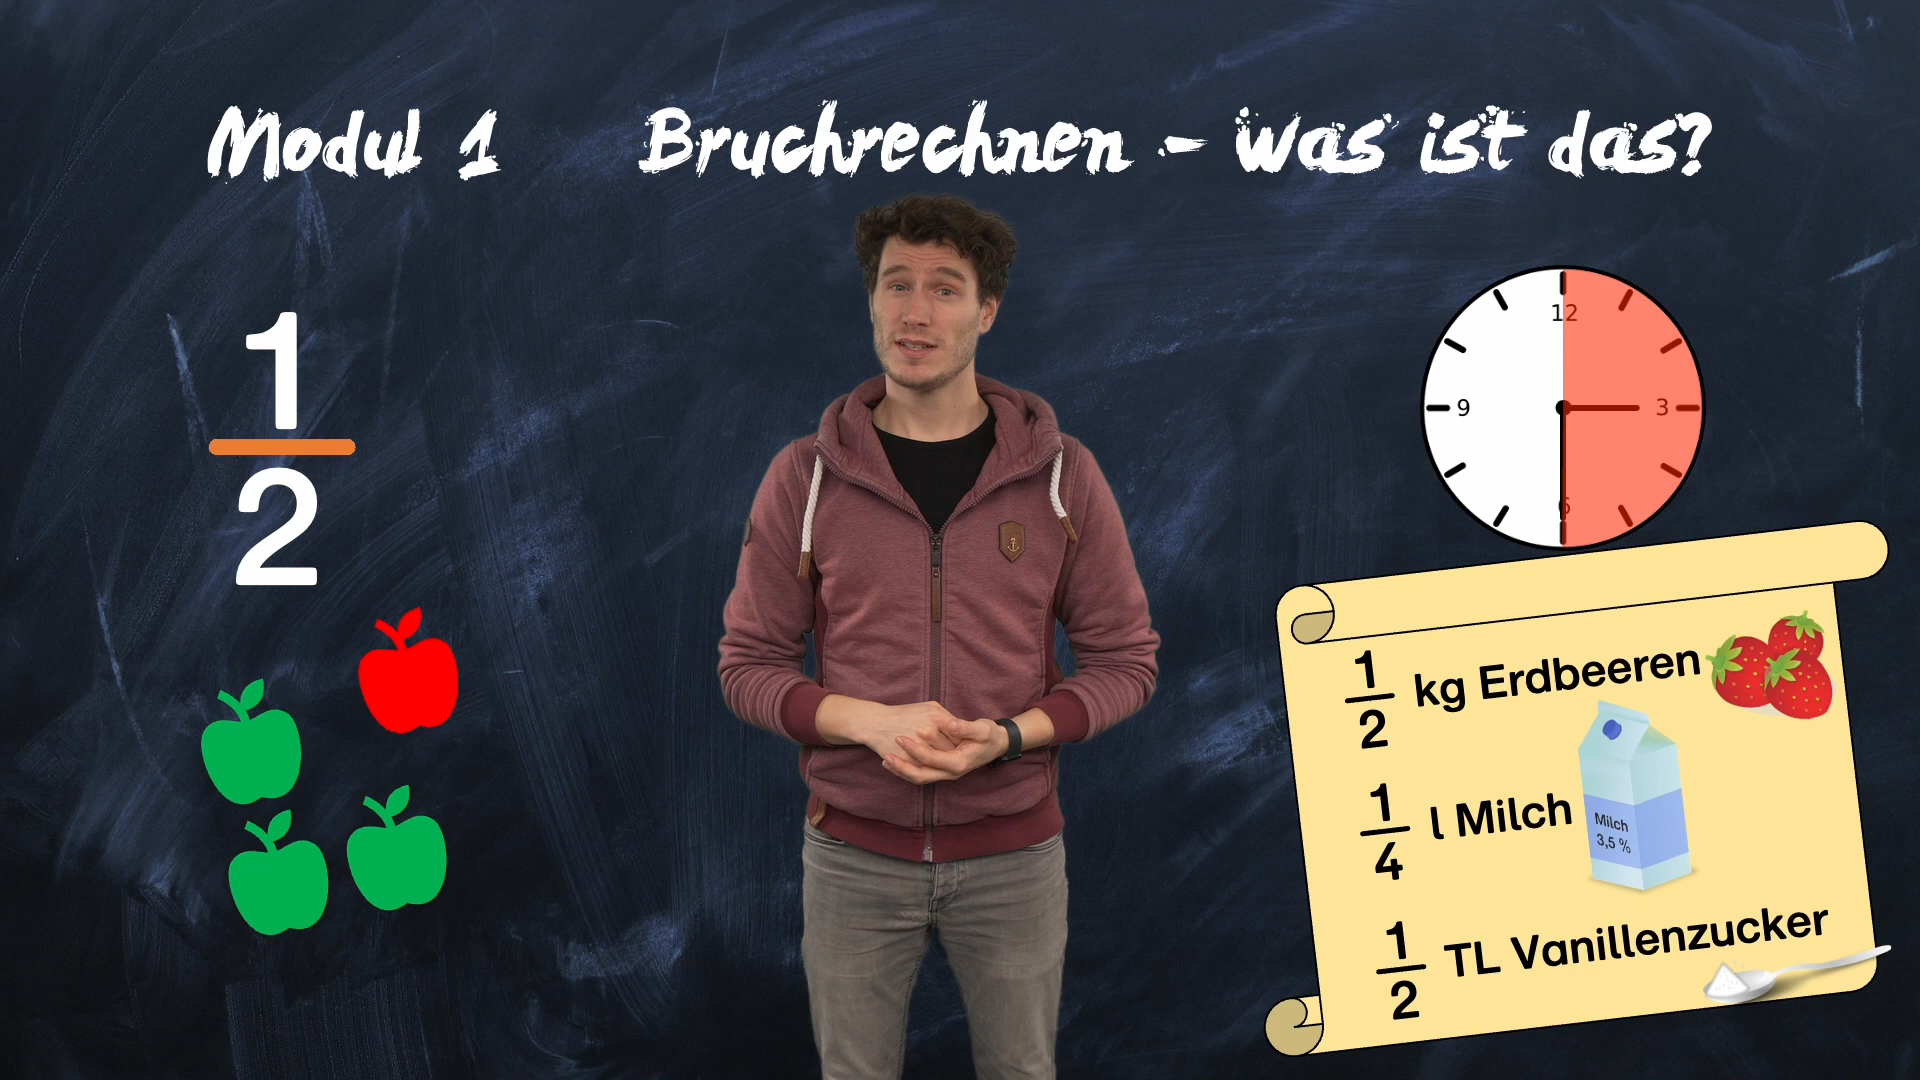 Modul 1 Bruchrechnen - was ist das?
1
2
12
3
6
9
1/2 kg Erdbeeren
1/4 l Milch
Milch
3,5 %
1/2 TL Vanillenzucker